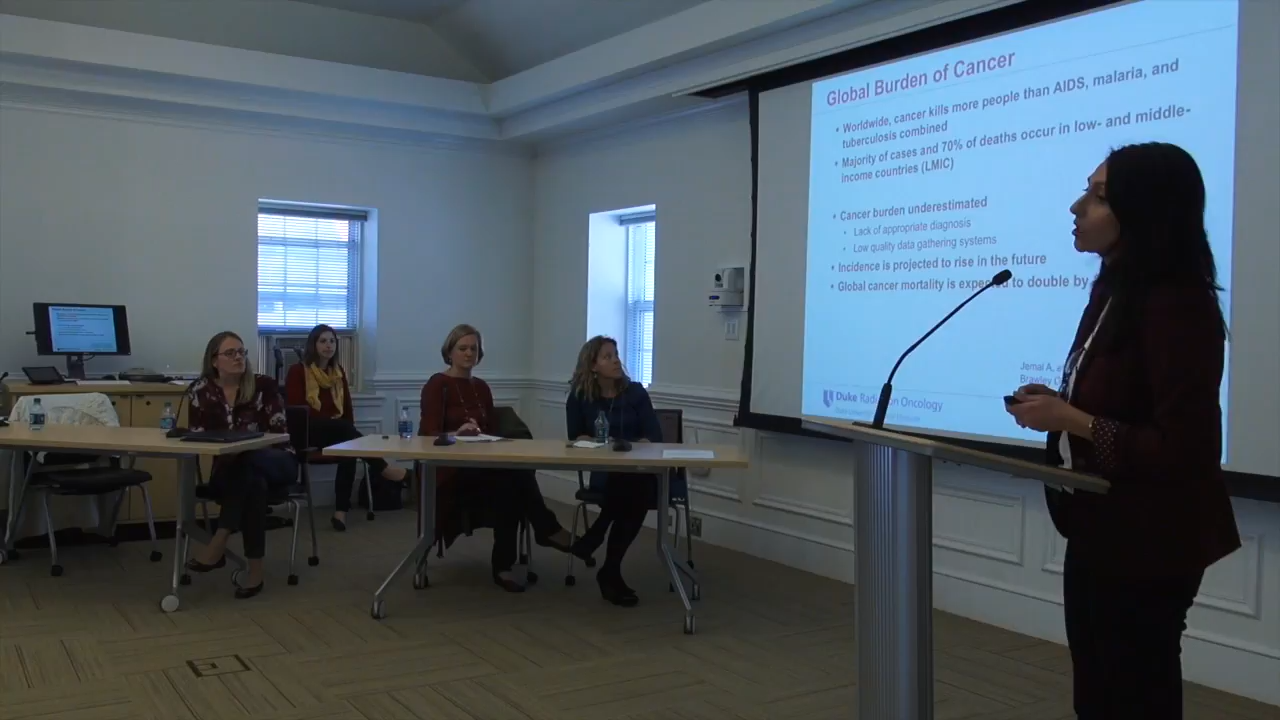 Global Burden of Cancer
• Worldwide, cancer kills more people than AIDS, malaria, and
tuberculosis combined
• Majority of cases and 70% of deaths occur in low- and middle-
income countries (LMIC)
• Cancer burden underestimated
• Lack of appropriate diagnosis
• Low quality data gathering systems
• Incidence is projected to rise in the future
• Global cancer mortality is expected to double by
Jemal A,
Duke Radiation Oncology